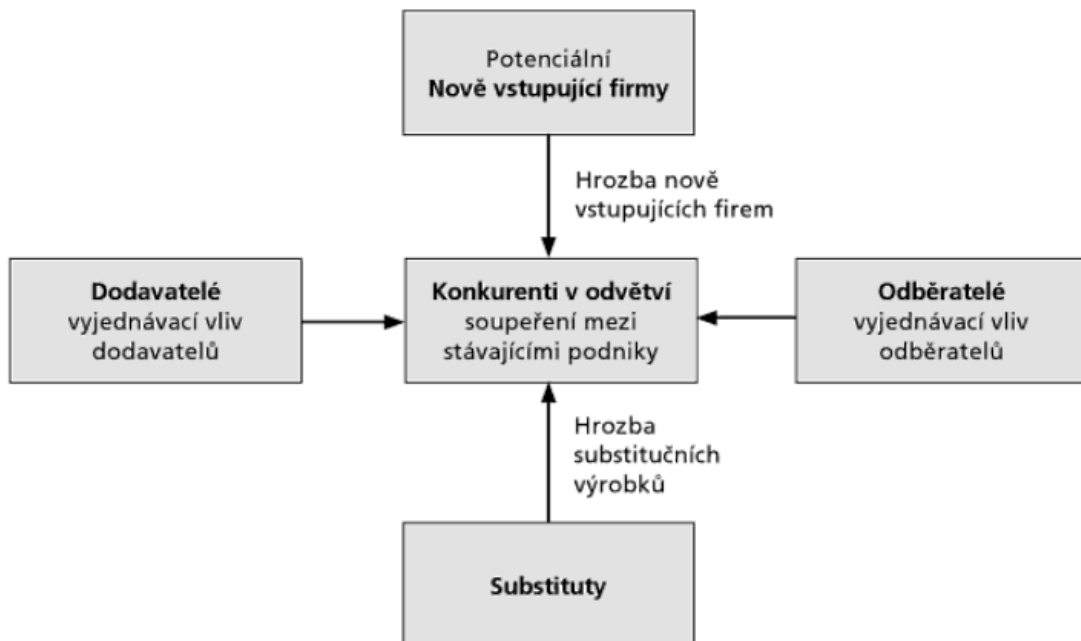 Potenciální
Nově vstupující firmy
Hrozba nově
vstupujících firem
Dodavatelé
vyjednávací vliv
dodavatelů
Konkurenti v odvětví
soupeření mezi
stávajícími podniky
Odběratelé
vyjednávací vliv
odběratelů
Hrozba
substitučních
výrobků
Substituty